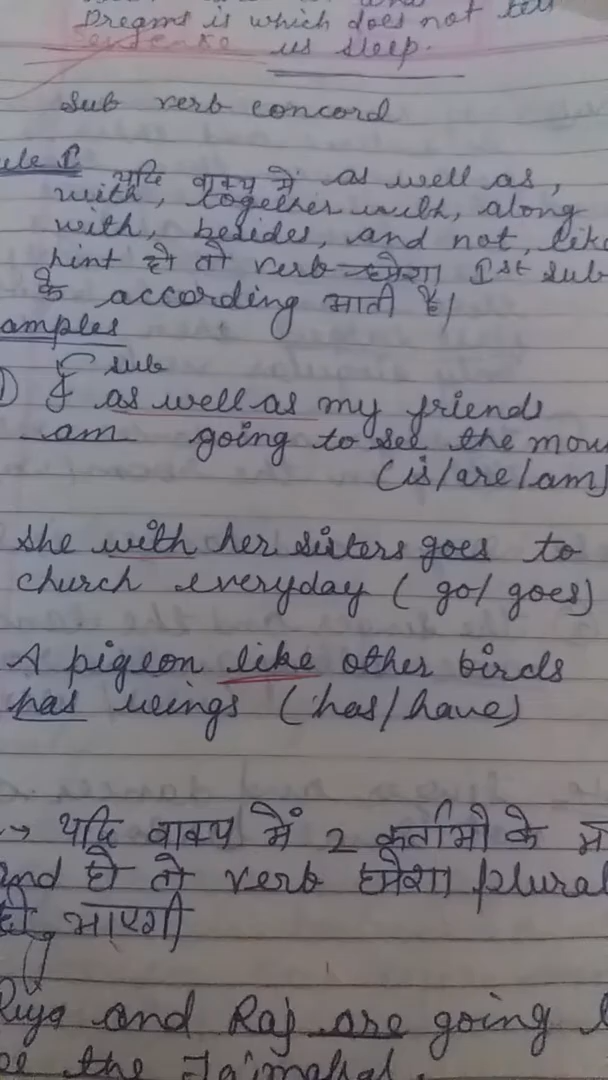 Dreams is which does not
sentence us sleep.
Sub verb concord
यदि वाक्य में as well as,
with, together with, along
with, besides, and not,
hint हो तो verb हमेशा Ist sub
के according आती है।
amples
sub
1) I as well as my friends
am going to see the
(is/are/am)
she with her sisters goes to
church everyday (go/goes)
A pigeon like other birds
has wings (has/have)
→ यदि वाक्य में 2 कर्ताओ के
and हो तो verb हमेशा plural
ही आएगी
Riya and Raj are going
the